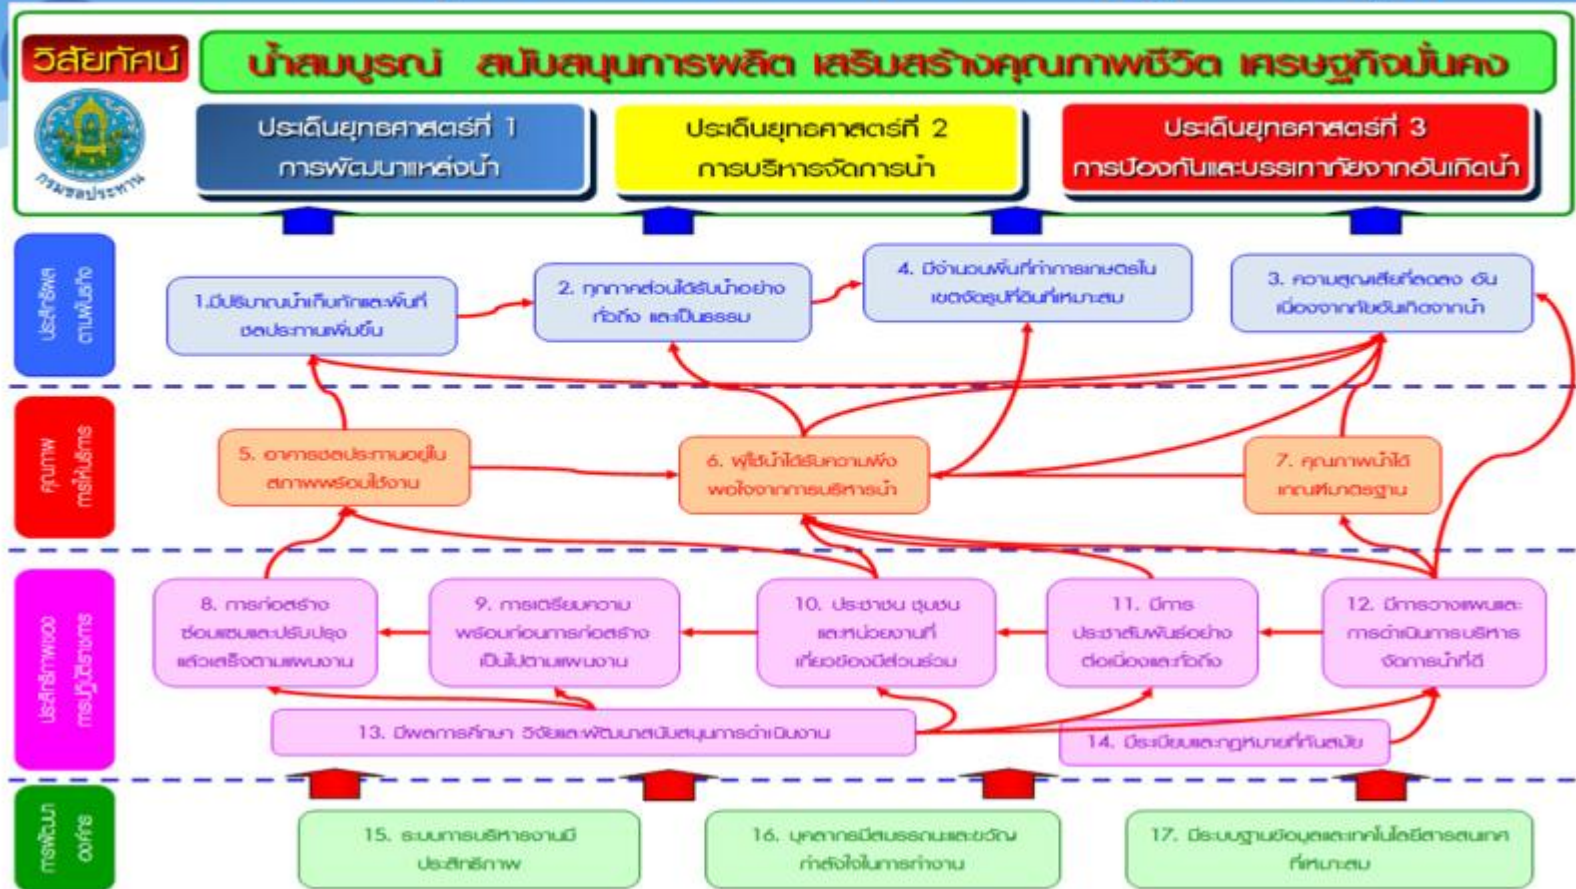 วิสัยทัศน์
น้ำสมบูรณ์ สนับสนุนการผลิต เสริมสร้างคุณภาพชีวิต เศรษฐกิจมั่นคง
กรมชลประทาน
ประเด็นยุทธศาสตร์ที่ 1
การพัฒนาแหล่งน้ำ
ประเด็นยุทธศาสตร์ที่ 2
การบริหารจัดการน้ำ
ประเด็นยุทธศาสตร์ที่ 3
การป้องกันและบรรเทาภัยจากอันเกิดน้ำ
ประสิทธิผล
ตามพันธกิจ
1.มีปริมาณน้ำเก็บกักและพื้นที่
ชลประทานเพิ่มขึ้น
2. ทุกภาคส่วนได้รับน้ำอย่าง
ทั่วถึง และเป็นธรรม
4. มีจำนวนพื้นที่ทำการเกษตรใน
เขตจัดรูปที่ดินที่เหมาะสม
3. ความสูญเสียที่ลดลง อัน
เนื่องจากภัยอันเกิดจากน้ำ
คุณภาพ
การให้บริการ
5. อาคารชลประทานอยู่ใน
สภาพพร้อมใช้งาน
6. ผู้ใช้น้ำได้รับความพึง
พอใจจากการบริหารน้ำ
7. คุณภาพน้ำได้
เกณฑ์มาตรฐาน
ประสิทธิภาพของ
การปฏิบัติราชการ
8. การก่อสร้าง
ซ่อมแซมและปรับปรุง
แล้วเสร็จตามแผนงาน
9. การเตรียมความ
พร้อมก่อนการก่อสร้าง
เป็นไปตามแผนงาน
10. ประชาชน ชุมชน
และหน่วยงานที่
เกี่ยวข้องมีส่วนร่วม
11. มีการ
ประชาสัมพันธ์อย่าง
ต่อเนื่องและทั่วถึง
12. มีการวางแผนและ
การดำเนินการบริหาร
จัดการน้ำที่ดี
13. มีผลการศึกษา วิจัยและพัฒนาสนับสนุนการดำเนินงาน
14. มีระเบียบและกฎหมายที่ทันสมัย
การพัฒนา
องค์กร
15. ระบบการบริหารงานมี
ประสิทธิภาพ
16. บุคลากรมีสมรรถนะและขวัญ
กำลังใจในการทำงาน
17. มีระบบฐานข้อมูลและเทคโนโลยีสารสนเทศ
ที่เหมาะสม